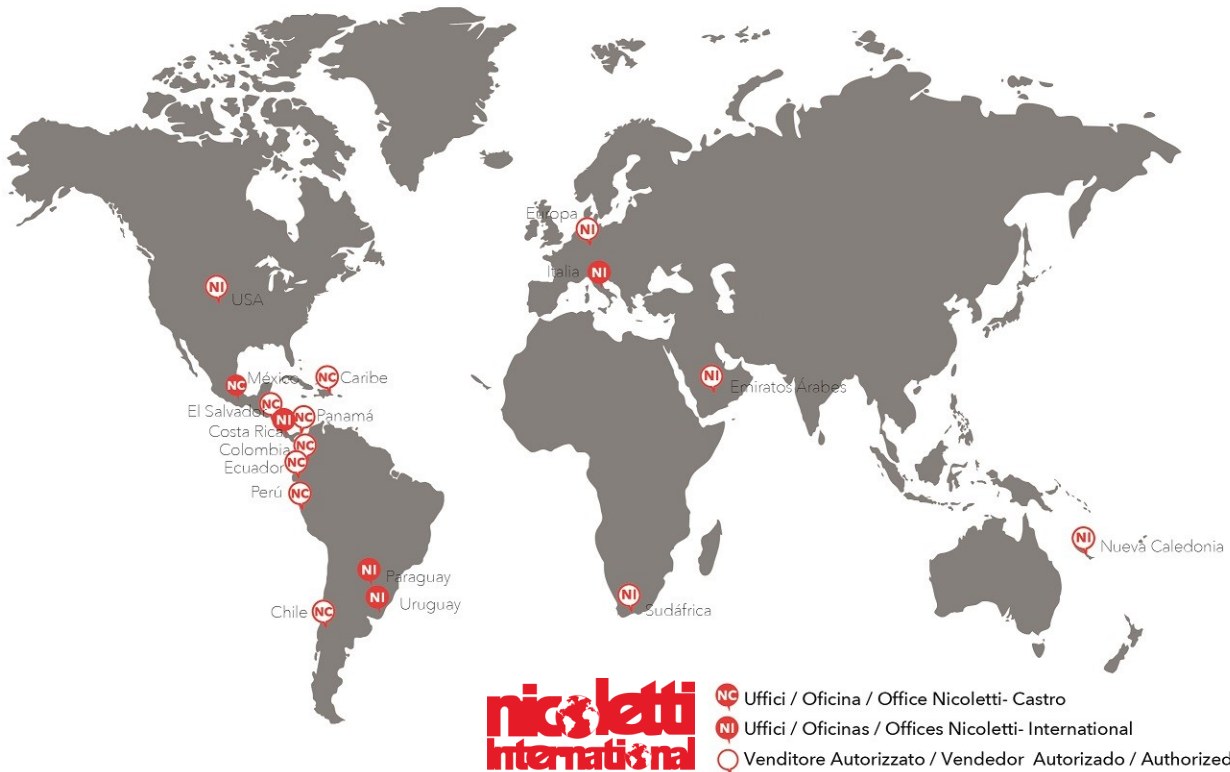 Europa
NI
Italia
NI
NI
USA
NC
México
NC
Caribe
El Salvador
NC
NI
NC
Panamá
Costa Rica
Colombia
NC
Ecuador
NC
Perú
NC
NI
Emiratos Árabes
NI
Nueva Caledonia
NI
Paraguay
NI
Uruguay
Chile
NC
NI
Sudáfrica
nicoletti
international
NC Uffici / Oficina / Office Nicoletti- Castro
NI Uffici / Oficinas / Offices Nicoletti- International
Venditore Autorizzato / Vendedor Autorizado / Authorized